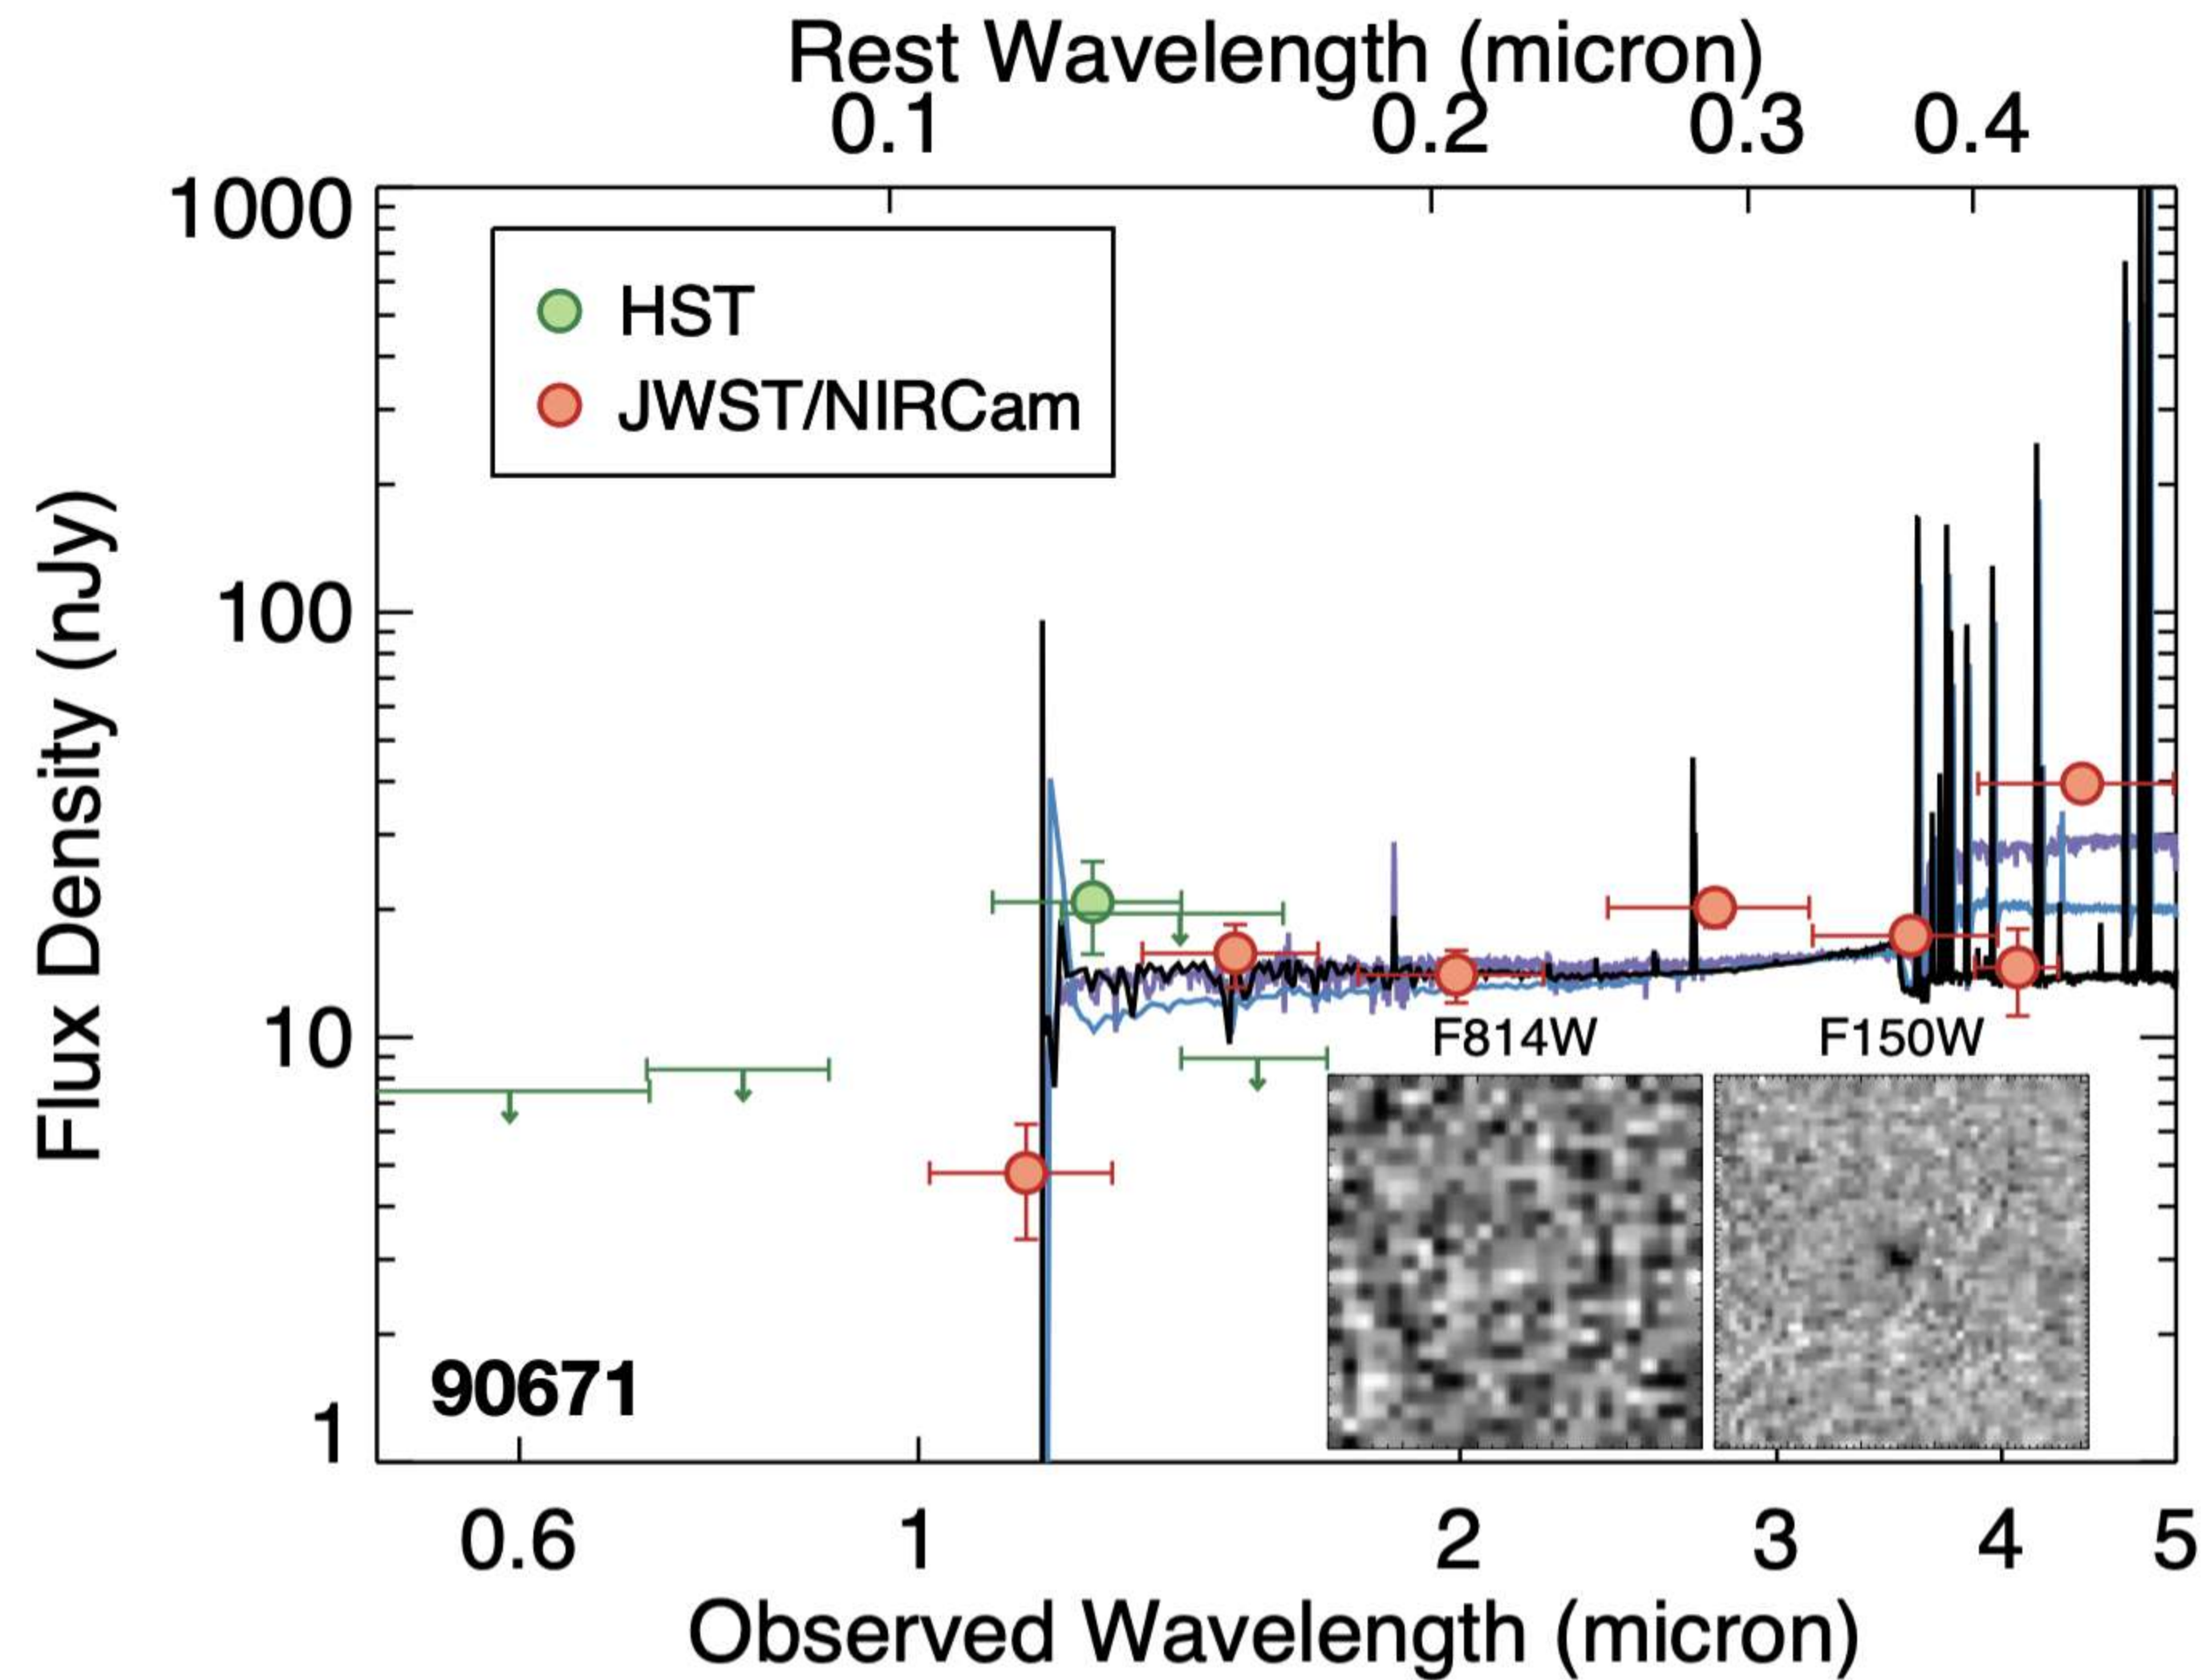 Rest Wavelength (micron)
0.1 0.2 0.3 0.4
1000
100
10
1
Flux Density (nJy)
HST
JWST/NIRCam
F814W F150W
90671
0.6 1 2 3 4 5
Observed Wavelength (micron)